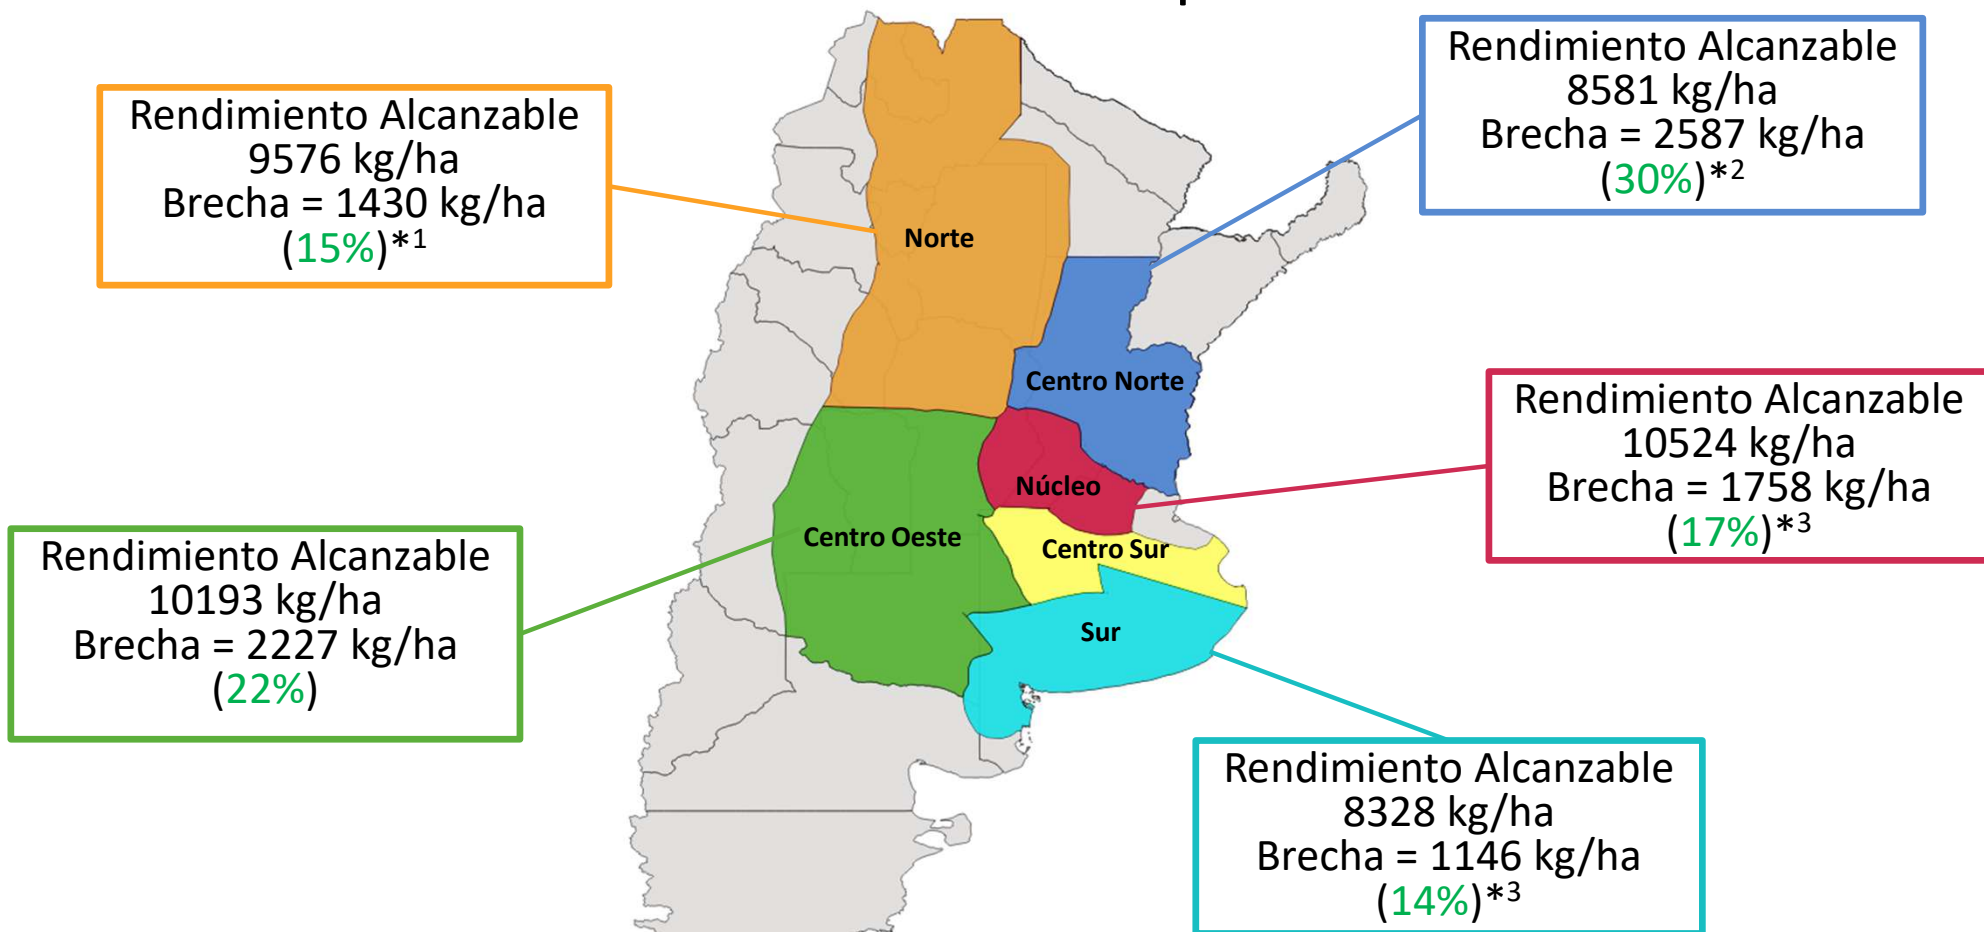 Rendimiento Alcanzable
9576 kg/ha
Brecha = 1430 kg/ha
(15%)*1
Rendimiento Alcanzable
8581 kg/ha
Brecha = 2587 kg/ha
(30%)*2
Norte
Centro Norte
Rendimiento Alcanzable
10524 kg/ha
Brecha = 1758 kg/ha
(17%)*3
Núcleo
Centro Oeste
Centro Sur
Rendimiento Alcanzable
10193 kg/ha
Brecha = 2227 kg/ha
(22%)
Sur
Rendimiento Alcanzable
8328 kg/ha
Brecha = 1146 kg/ha
(14%)*3